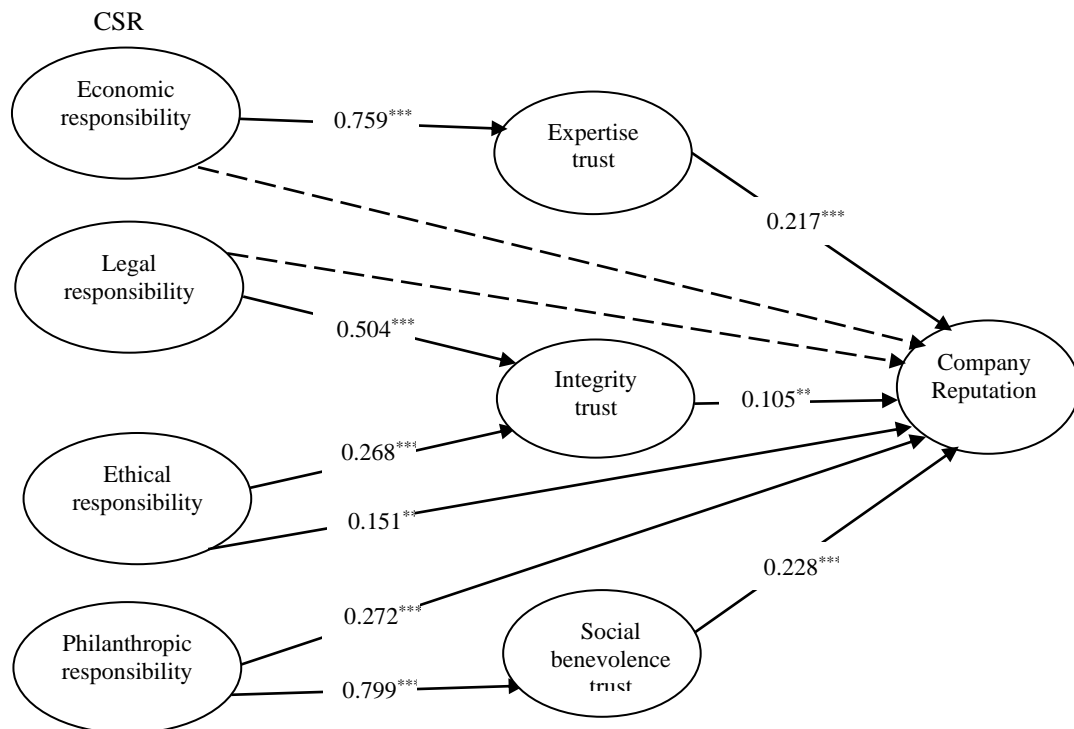 CSR
Economic
responsibility
0.759***
Expertise
trust
0.217***
Legal
responsibility
0.504***
Integrity
trust
0.105**
Company
Reputation
Ethical
responsibility
0.268***
0.151**
0.228***
Philanthropic
responsibility
0.272***
0.799***
Social
benevolence
trust